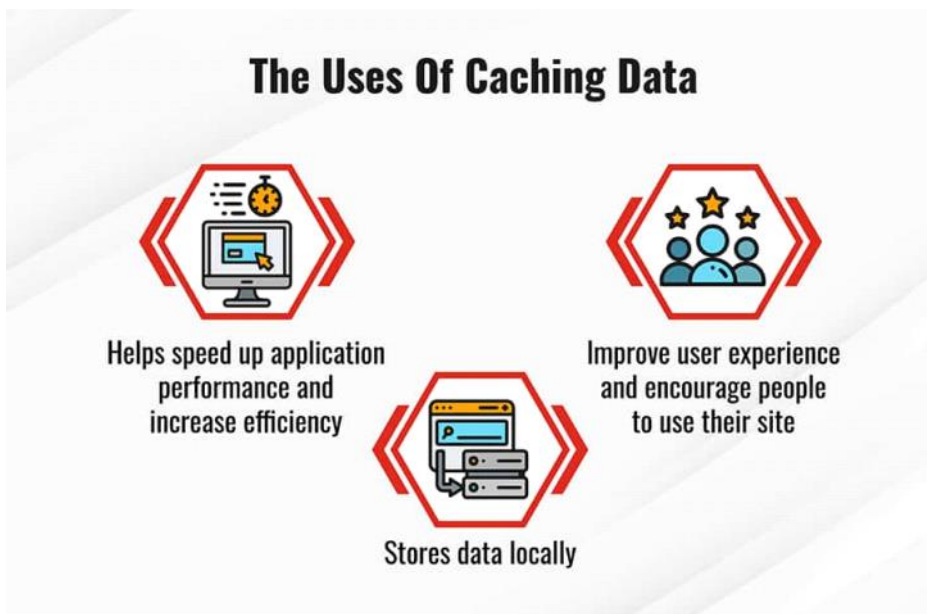 The Uses Of Caching Data
Helps speed up application
performance and
increase efficiency
Improve user experience
and encourage people
to use their site
Stores data locally